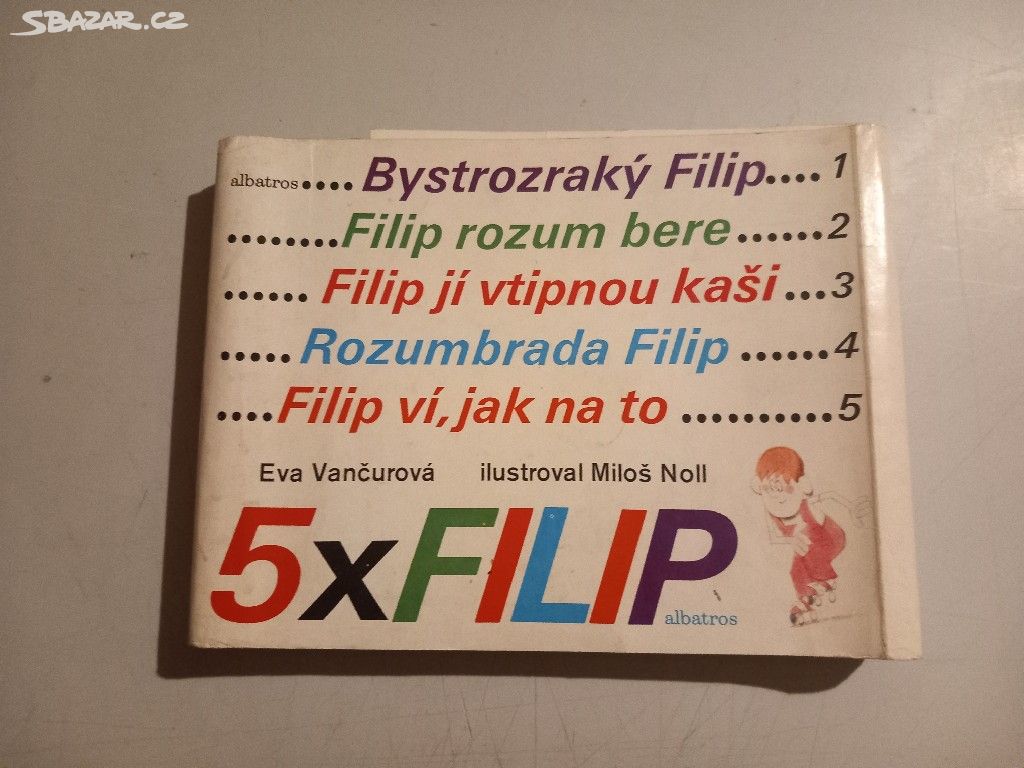 SBAZAR.CZ
albatros.... Bystrozraký Filip....1
........Filip rozum bere......2
...... Filip jí vtipnou kaši ...3
..... Rozumbrada Filip ......4
....Filip ví, jak na to ..........5
Eva Vančurová ilustroval Miloš Noll
5xFILIP
albatros